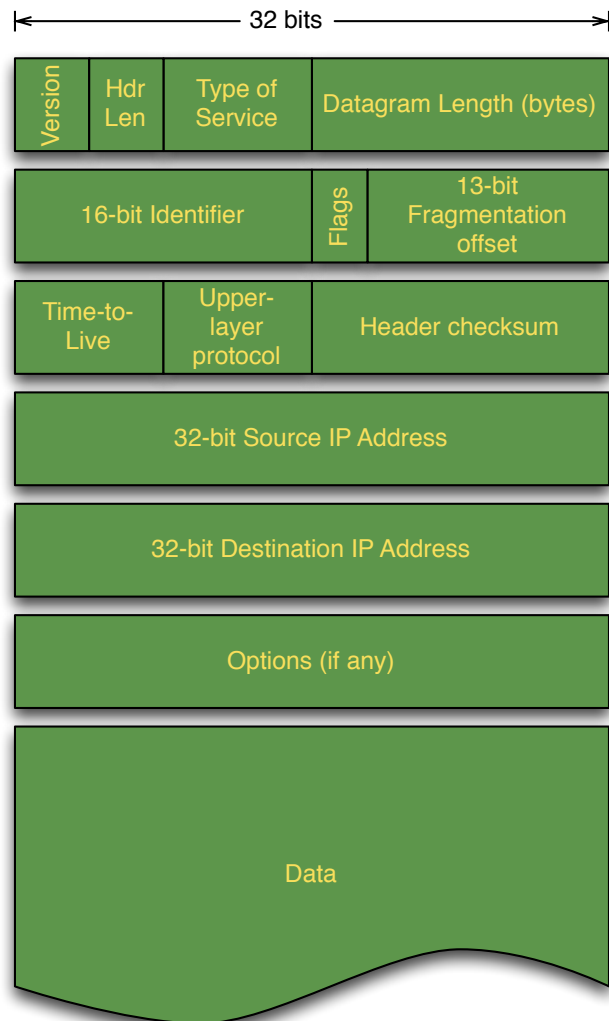 32 bits
Version
Hdr
Len
Type of
Service
Datagram Length (bytes)
16-bit Identifier
Flags
13-bit
Fragmentation
offset
Time-to-
Live
Upper-
layer
protocol
Header checksum
32-bit Source IP Address
32-bit Destination IP Address
Options (if any)
Data